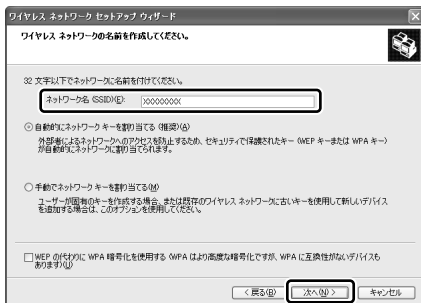 ワイヤレス ネットワーク セットアップ ウィザード
ワイヤレス ネットワークの名前を作成してください。
32 文字以下でネットワークに名前を付けてください。
ネットワーク名 (SSID)(E): XXXXXXXX
自動的にネットワーク キーを割り当てる (推奨)(A)
外部者によるネットワークへのアクセスを防止するため、セキュリティで保護されたキー (WEP キーまたは WPA キー)
が自動的にネットワークに割り当てられます。
手動でネットワーク キーを割り当てる(M)
ユーザーが固有のキーを作成する場合、または既存のワイヤレス ネットワークに古いキーを使用して新しいデバイス
を追加する場合は、このオプションを使用してください。
WEP の代わりに WPA 暗号化を使用する (WPA は WEP より高度な暗号化ですが、WPA に互換性がないデバイスも
あります)(U)
< 戻る(B) 次へ(N) > キャンセル